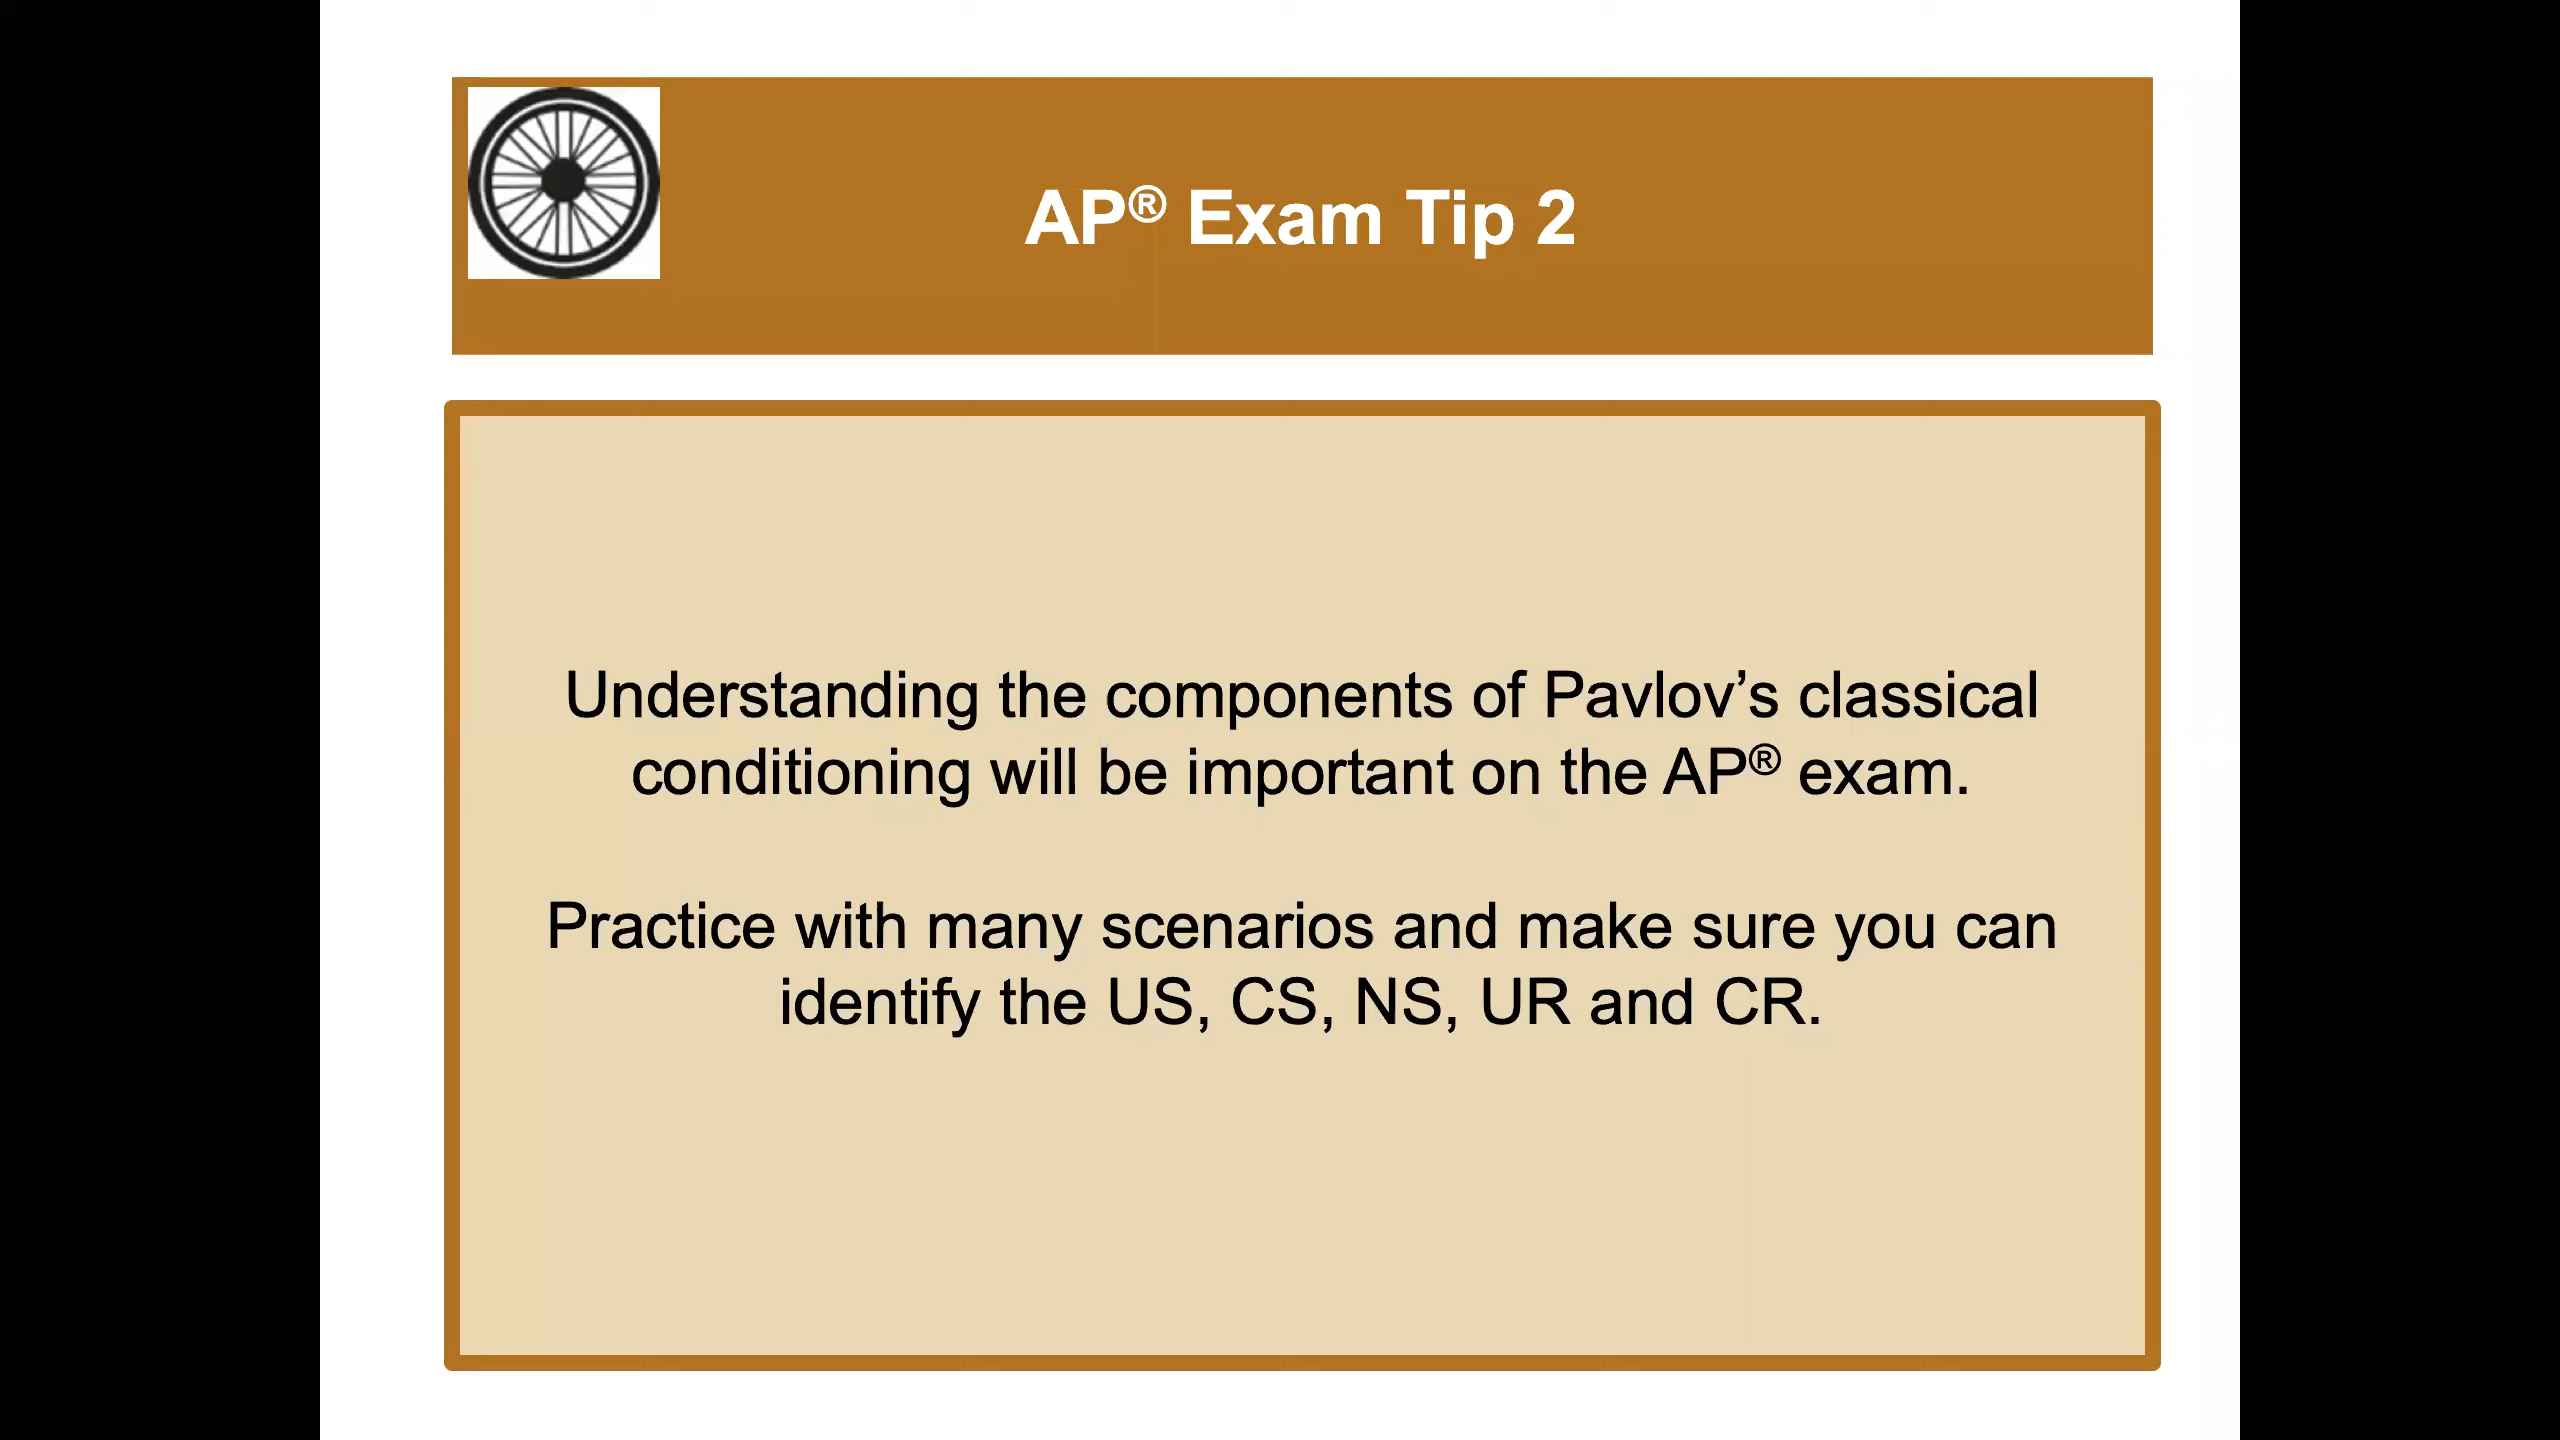 AP® Exam Tip 2
Understanding the components of Pavlov’s classical
conditioning will be important on the AP® exam.
Practice with many scenarios and make sure you can
identify the US, CS, NS, UR and CR.